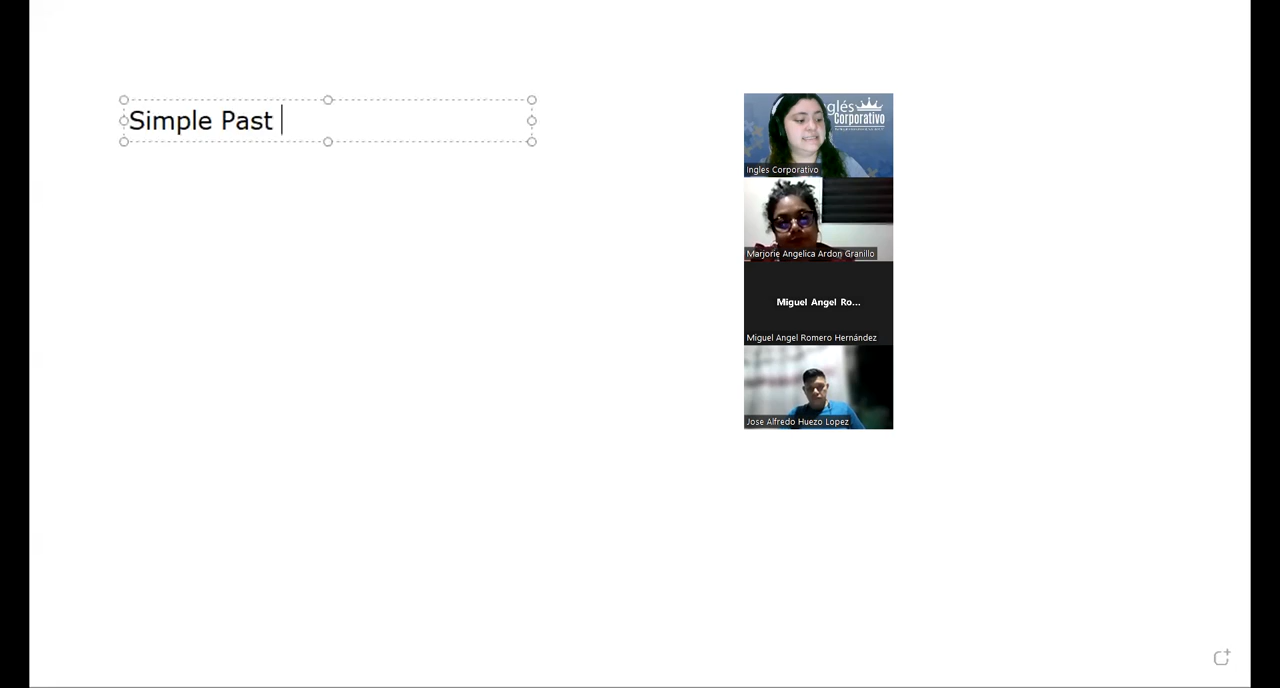 Simple Past
glés
Corporativo
Ingles Corporativo
Marjorie Angelica Ardon Granillo
Miguel Angel Ro...
Miguel Angel Romero Hernández
Jose Alfredo Huezo Lopez